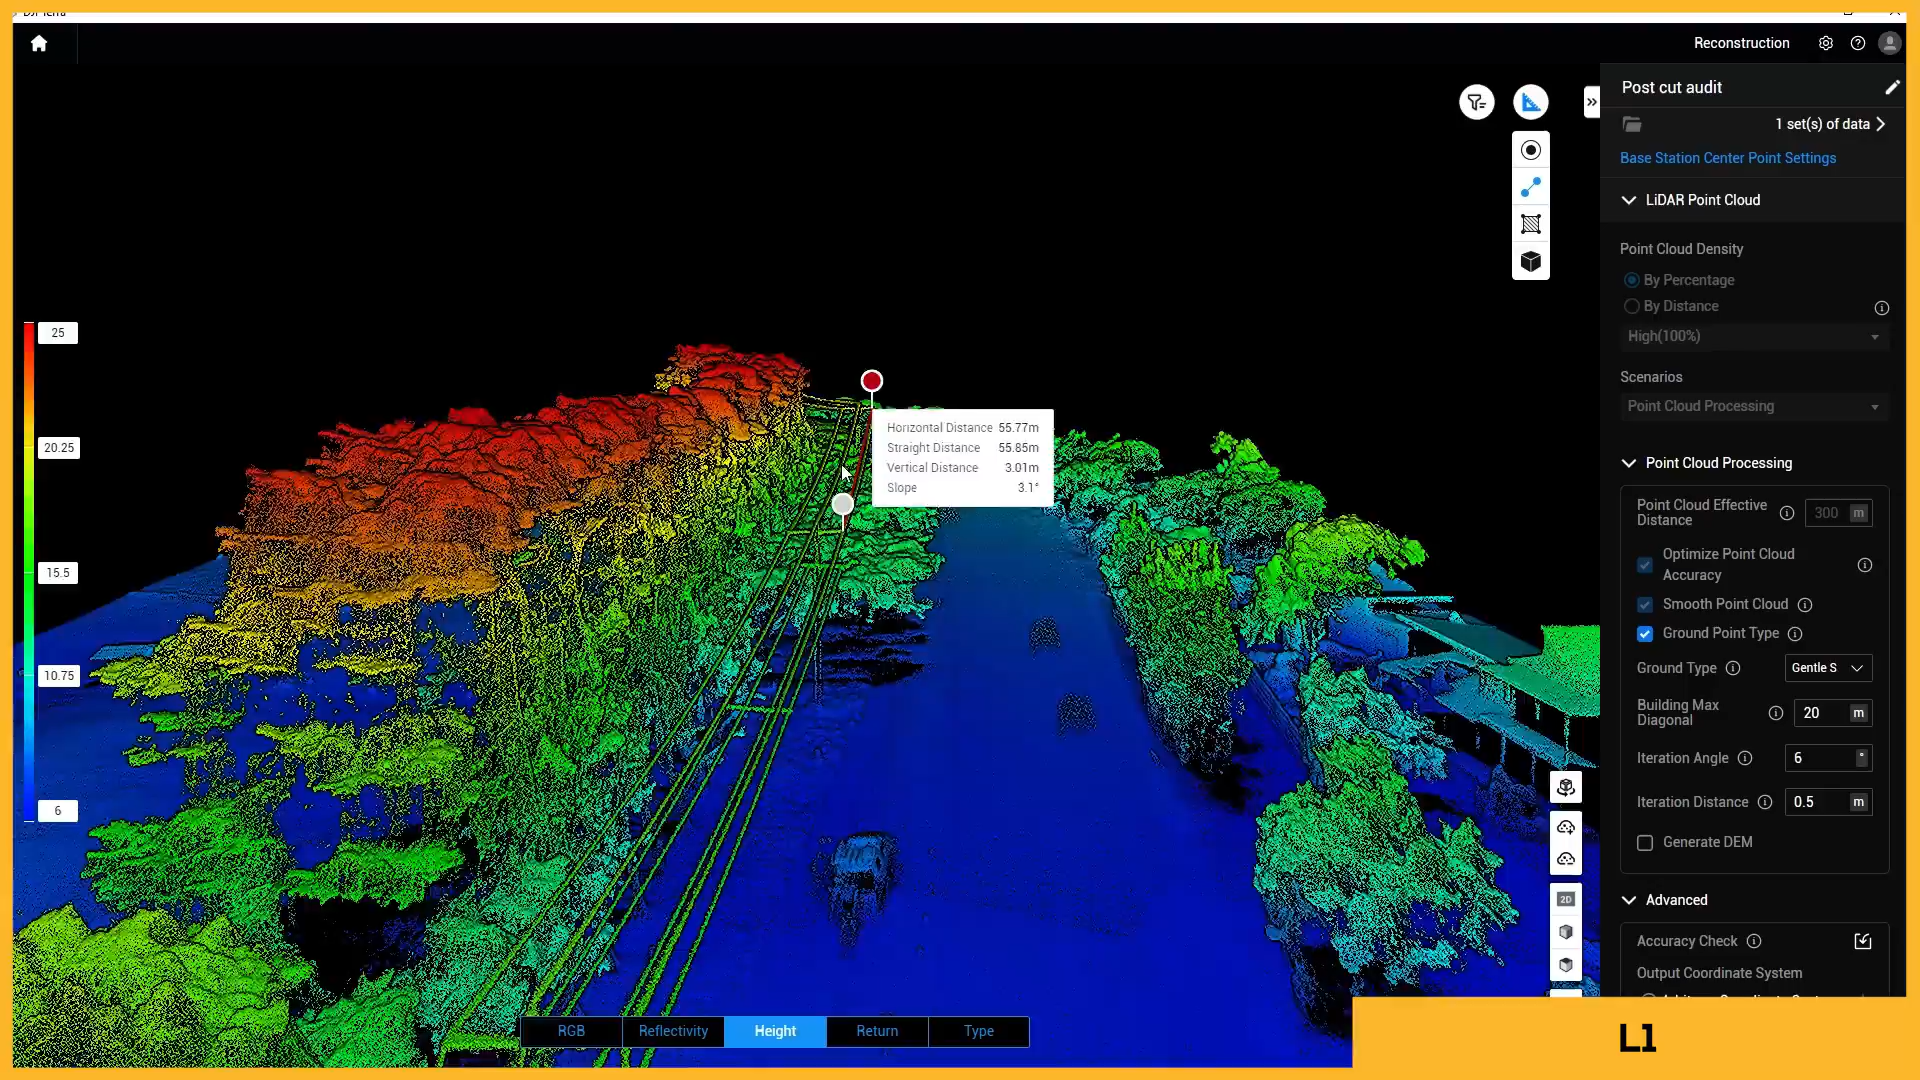 Reconstruction
Post cut audit
1 set(s) of data
Base Station Center Point Settings
LiDAR Point Cloud
Point Cloud Density
By Percentage
By Distance
High(100%)
Scenarios
Point Cloud Processing
Point Cloud Processing
Point Cloud Effective
Distance
300 m
Optimize Point Cloud
Accuracy
Smooth Point Cloud
Ground Point Type
Ground Type
Gentle S
Building Max
Diagonal
20 m
Iteration Angle
6 °
Iteration Distance
0.5 m
Generate DEM
Advanced
Accuracy Check
Output Coordinate System
25
20.25
15.5
10.75
6
Horizontal Distance 55.77m
Straight Distance 55.85m
Vertical Distance 3.01m
Slope 3.1°
2D
RGB
Reflectivity
Height
Return
Type
L1